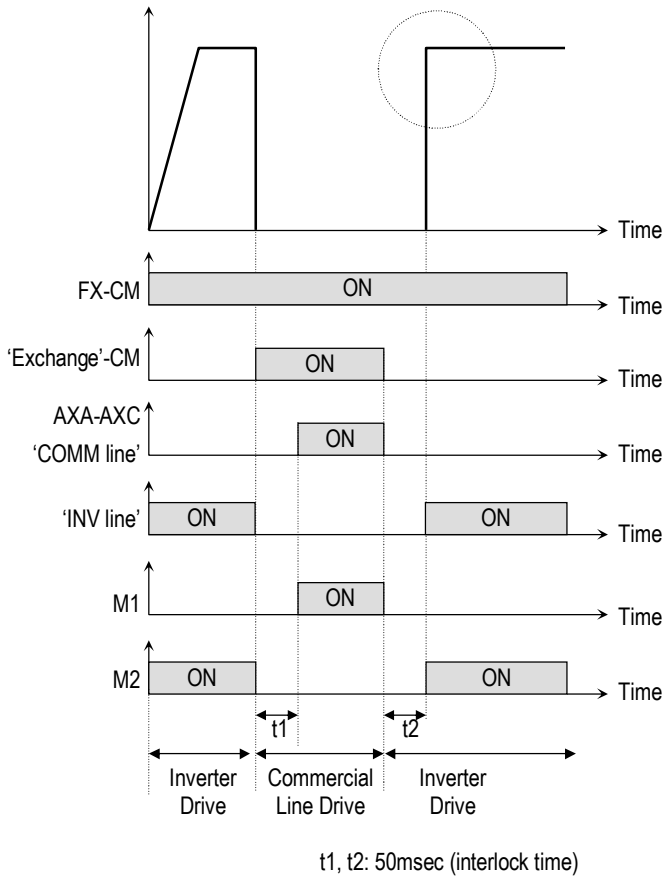 Time
FX-CM
ON
Time
‘Exchange’-CM
ON
Time
AXA-AXC
‘COMM line’
ON
Time
‘INV line’
ON
ON
Time
M1
ON
Time
M2
ON
ON
Time
t1
t2
Inverter
Drive
Commercial
Line Drive
Inverter
Drive
t1, t2: 50msec (interlock time)